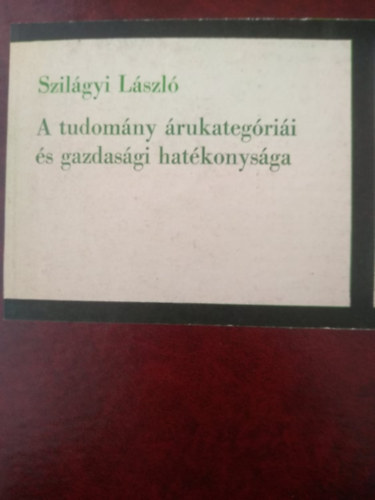 Szilágyi László
A tudomány árukategóriái
és gazdasági hatékonysága